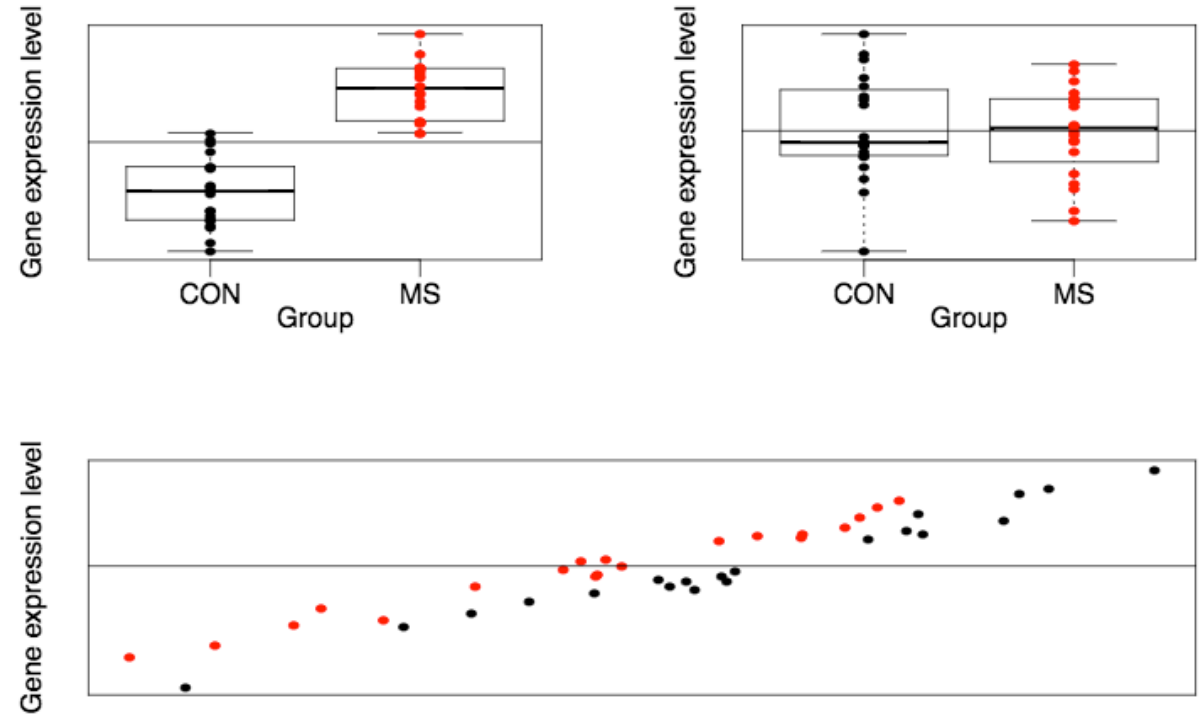 Gene expression level
CON
MS
Group
Gene expression level
CON
MS
Group
Gene expression level